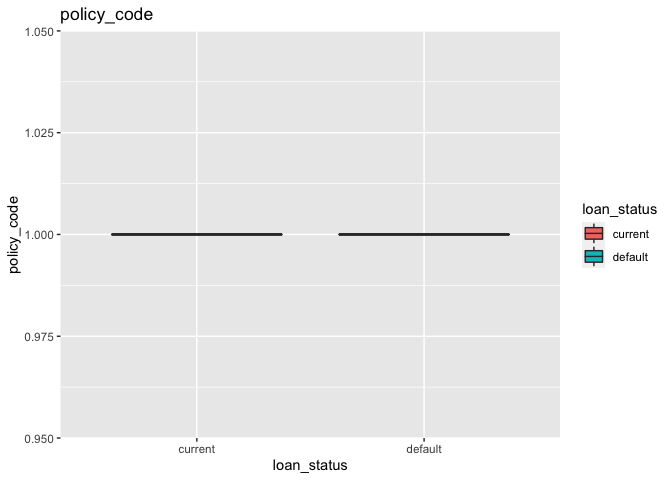 policy_code
1.050
1.025
1.000
0.975
0.950
policy_code
current
default
loan_status
loan_status
current
default